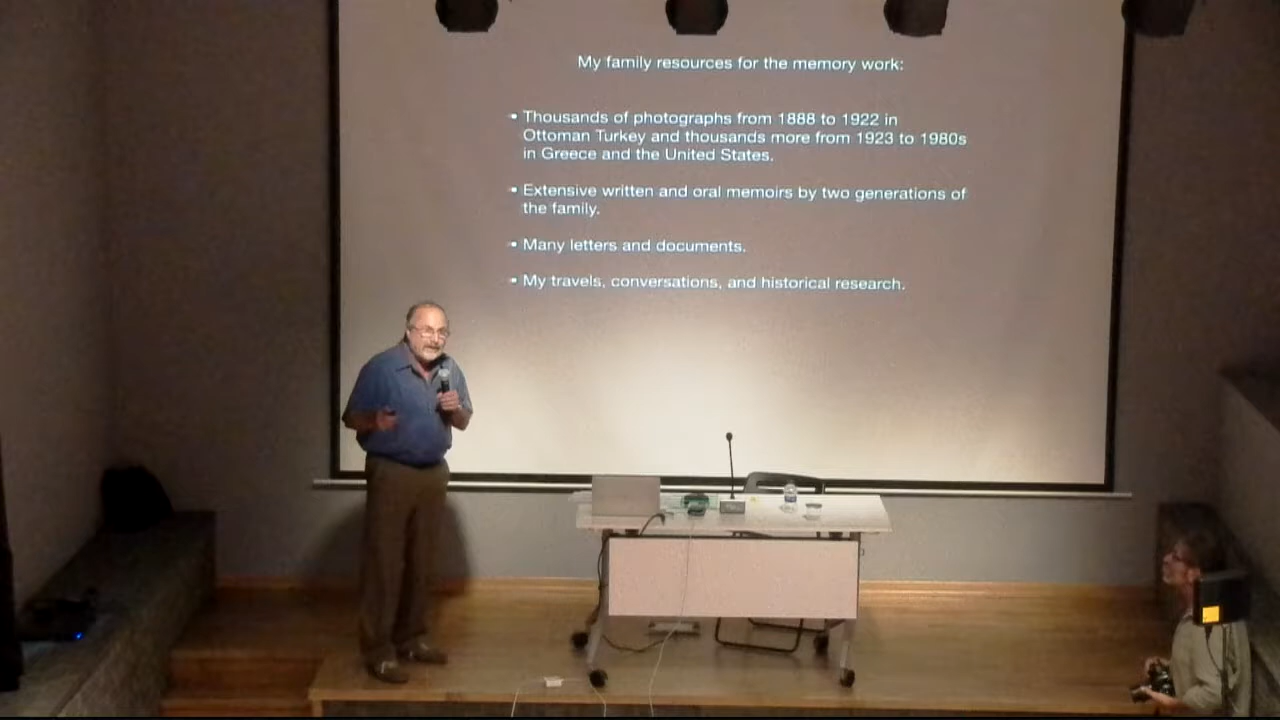 My family resources for the memory work:
• Thousands of photographs from 1888 to 1922 in
Ottoman Turkey and thousands more from 1923 to 1980s
in Greece and the United States.
• Extensive written and oral memoirs by two generations of
the family.
• Many letters and documents.
• My travels, conversations, and historical research.